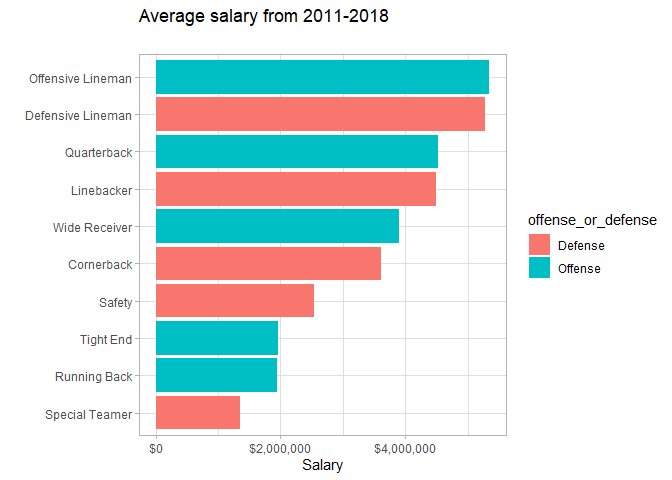 Average salary from 2011-2018
Offensive Lineman
Defensive Lineman
Quarterback
Linebacker
Wide Receiver
Cornerback
Safety
Tight End
Running Back
Special Teamer
$0
$2,000,000
$4,000,000
Salary
offense_or_defense
Defense
Offense